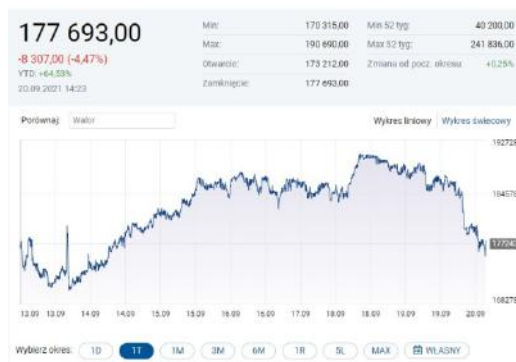 177 693,00
-8 307,00 (-4,47%)
YTD: +64,53%
20.09.2021 14:23
Min: 170 315,00
Max: 190 690,00
Otwarcie: 173 212,00
Zamknięcie: 177 693,00
Min 52 tyg: 40 200,00
Max 52 tyg: 241 836,00
Zmiana od pocz. okresu +0,25%
Porównaj: Walor
Wykres liniowy Wykres świecowy
192728
184578
177240
168278
13.09 13.09 14.09 14.09 15.09 15.09 16.09 17.09 18.09 18.09 19.09 19.09 20.09
Wybierz okres: 1D 1T 1M 3M 6M 1R 5L MAX WŁASNY